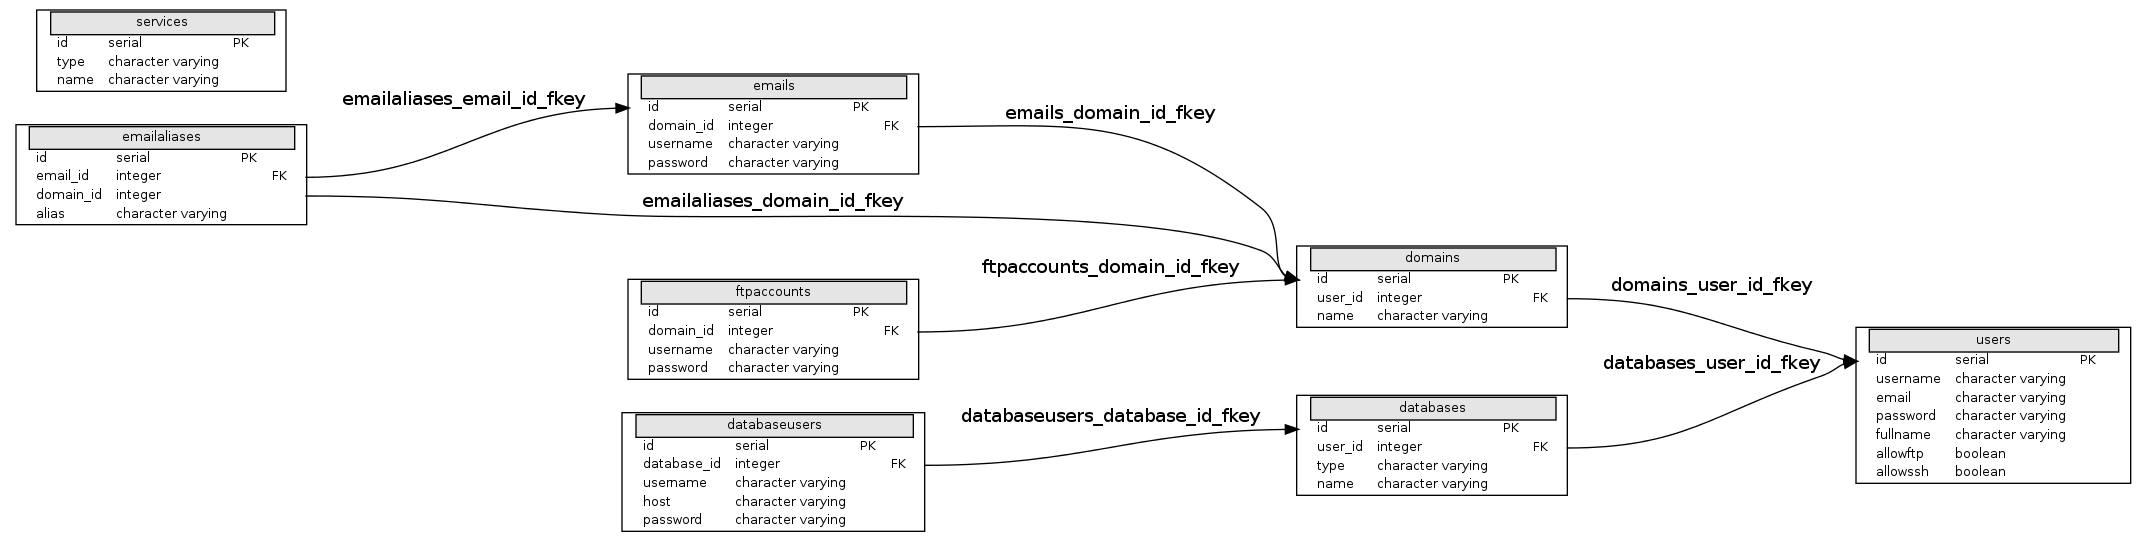 services
id serial PK
type character varying
name character varying
emailaliases
id serial PK
email_id integer FK
domain_id integer
alias character varying
emailaliases_email_id_fkey
emailaliases_domain_id_fkey
emails
id serial PK
domain_id integer FK
username character varying
password character varying
emails_domain_id_fkey
ftpaccounts
id serial PK
domain_id integer FK
username character varying
password character varying
ftpaccounts_domain_id_fkey
databaseusers
id serial PK
database_id integer FK
username character varying
host character varying
password character varying
databaseusers_database_id_fkey
domains
id serial PK
user_id integer FK
name character varying
domains_user_id_fkey
databases
id serial PK
user_id integer FK
type character varying
name character varying
databases_user_id_fkey
users
id serial PK
username character varying
email character varying
password character varying
fullname character varying
allowftp boolean
allowssh boolean